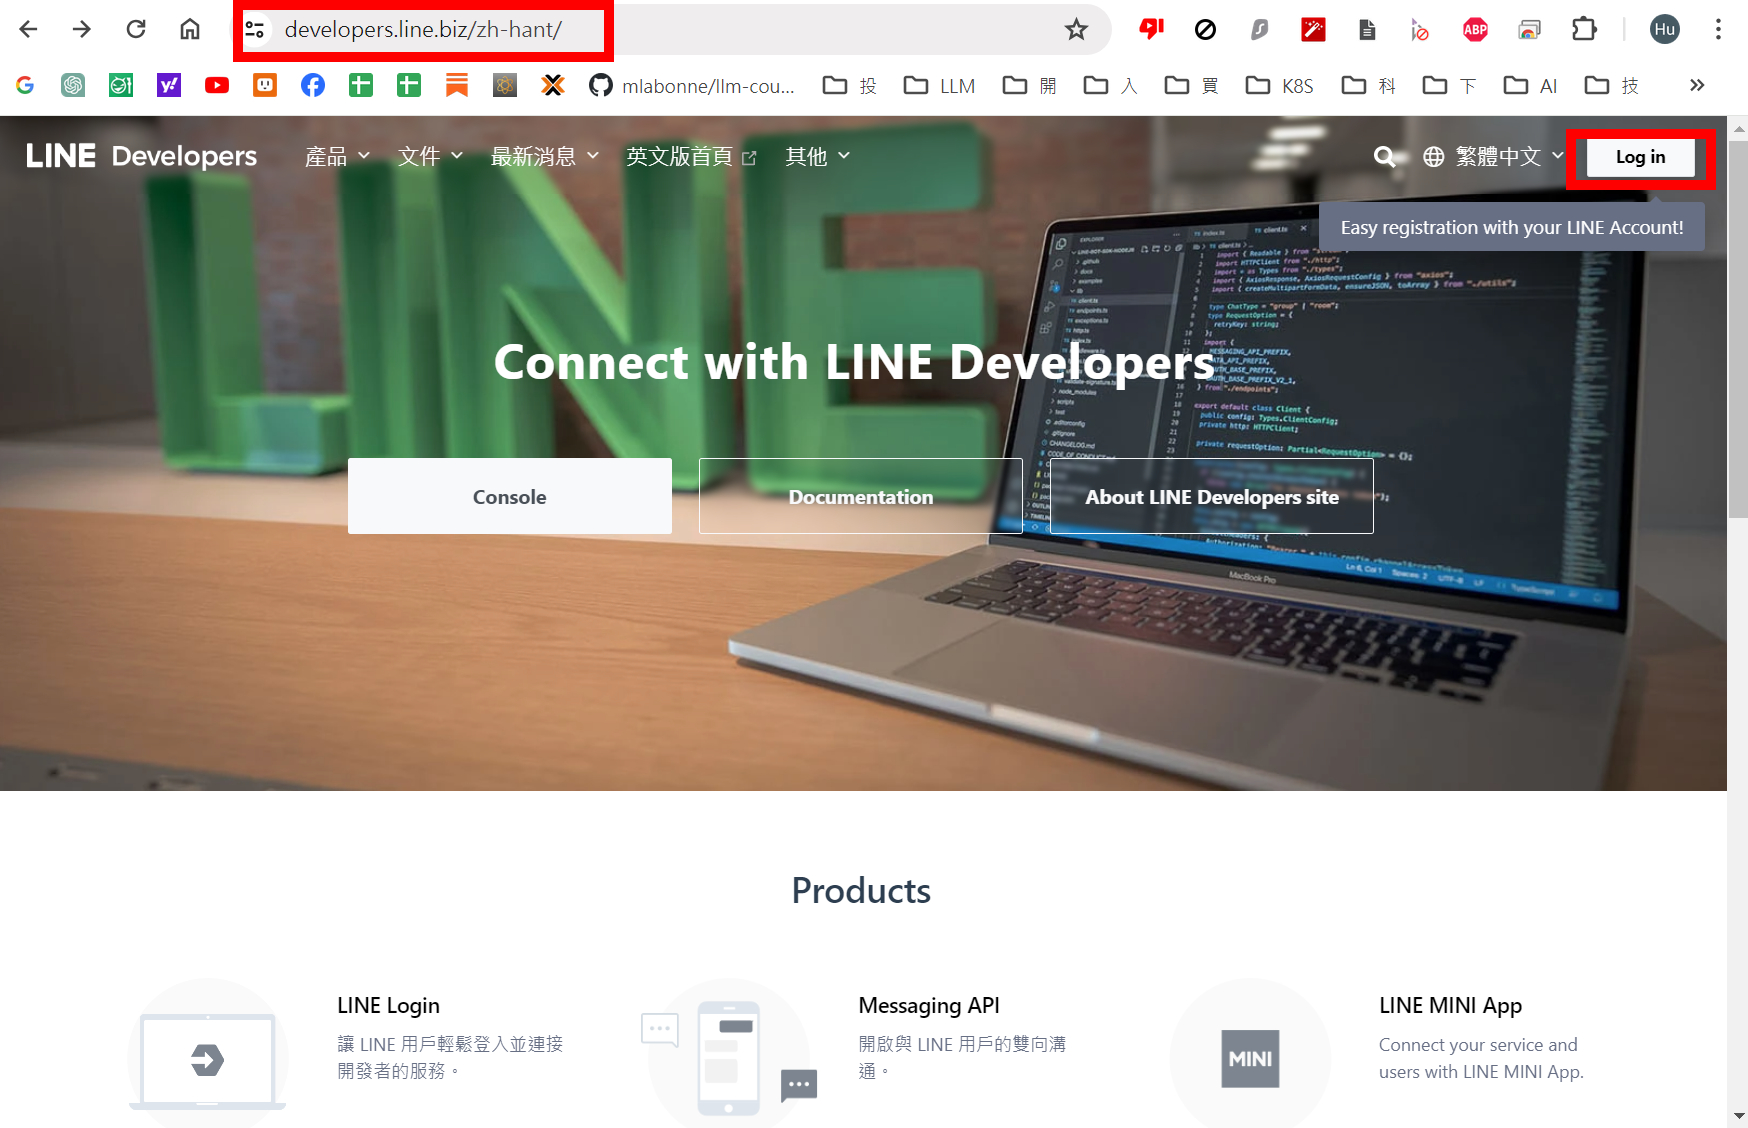 developers.line.biz/zh-hant/
Hu
mlabonne/llm-cou...
投
LLM
開
入
買
K8S
科
下
AI
技
LINE Developers
產品
文件
最新消息
英文版首頁
其他
繁體中文
Log in
Easy registration with your LINE Account!
Connect with LINE Developers
Console
Documentation
About LINE Developers site
MacBook Pro
Products
LINE Login
讓 LINE 用戶輕鬆登入並連接
開發者的服務。
Messaging API
開啟與 LINE 用戶的雙向溝
通。
MINI
LINE MINI App
Connect your service and
users with LINE MINI App.